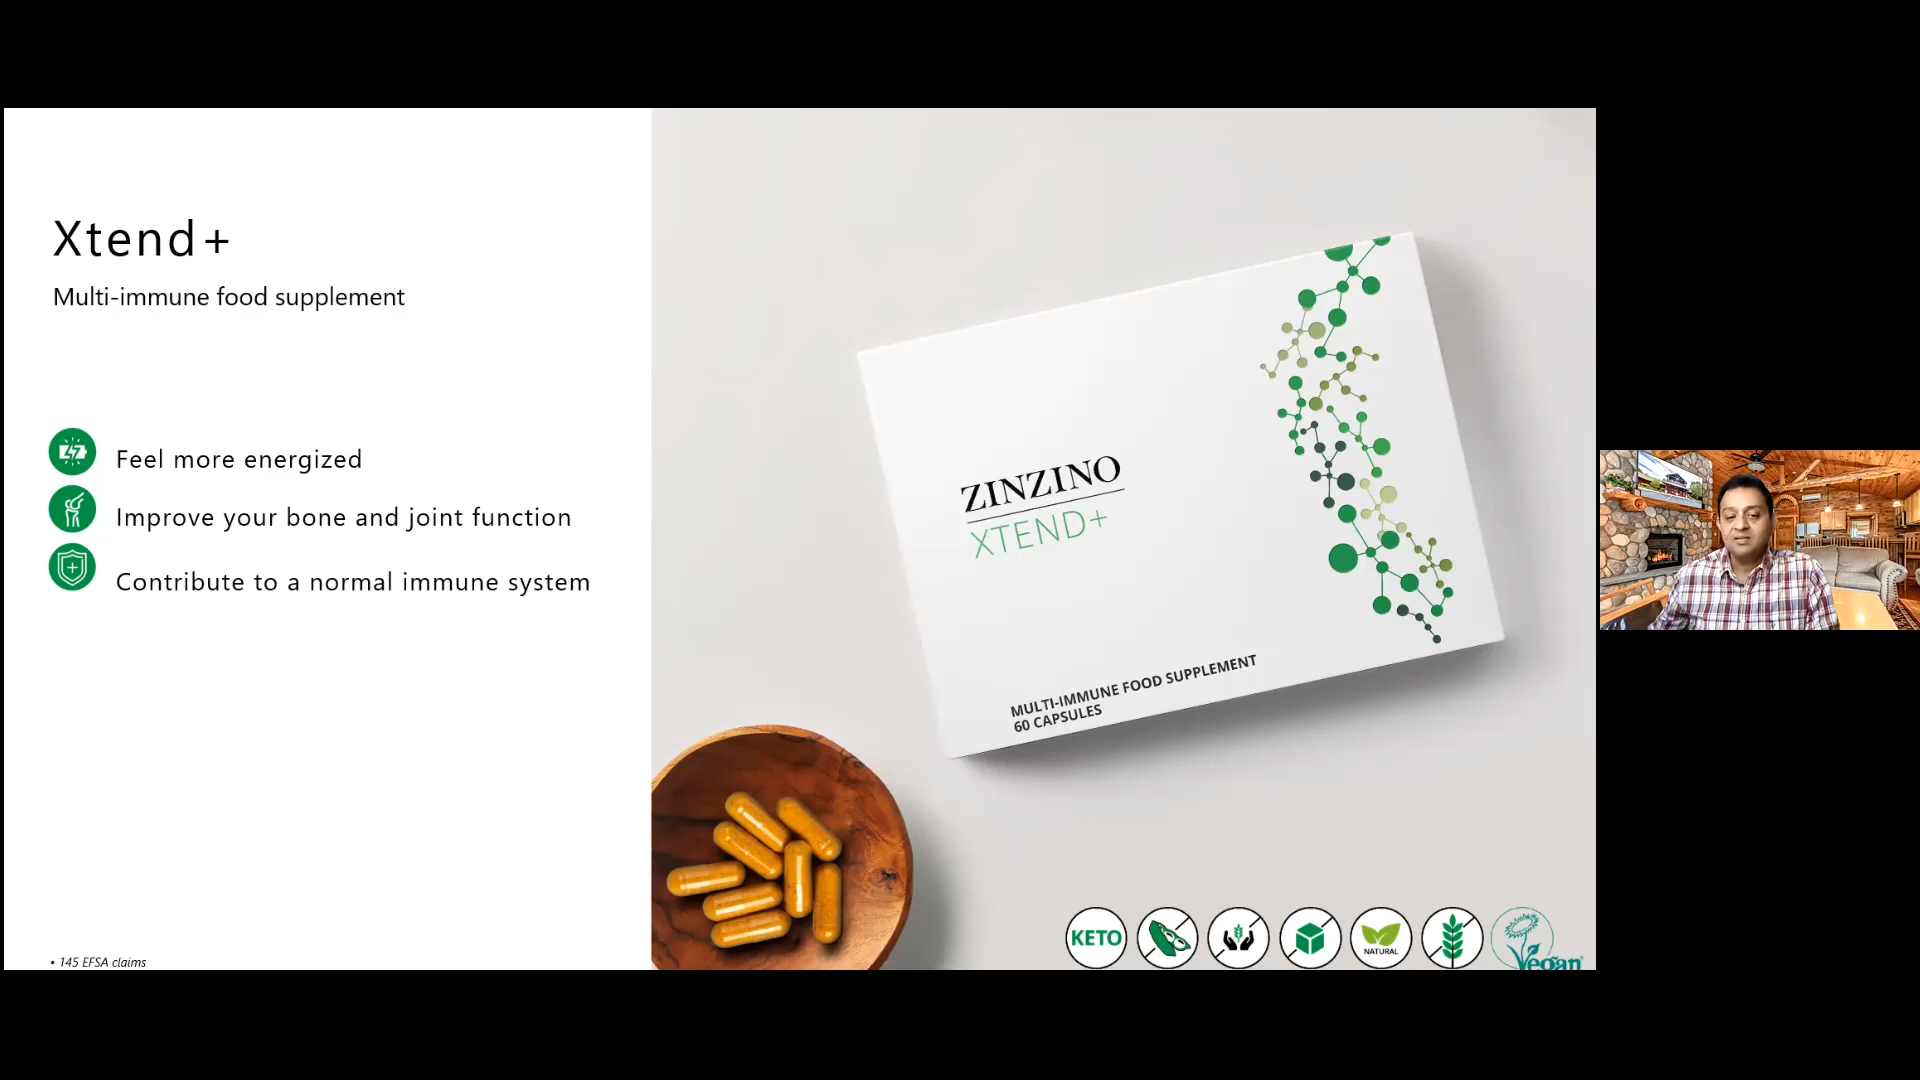 Xtend+
Multi-immune food supplement
Feel more energized
Improve your bone and joint function
Contribute to a normal immune system
• 145 EFSA claims
ZINZINO
XTEND+
MULTI-IMMUNE FOOD SUPPLEMENT
60 CAPSULES
KETO
NATURAL
Vegan